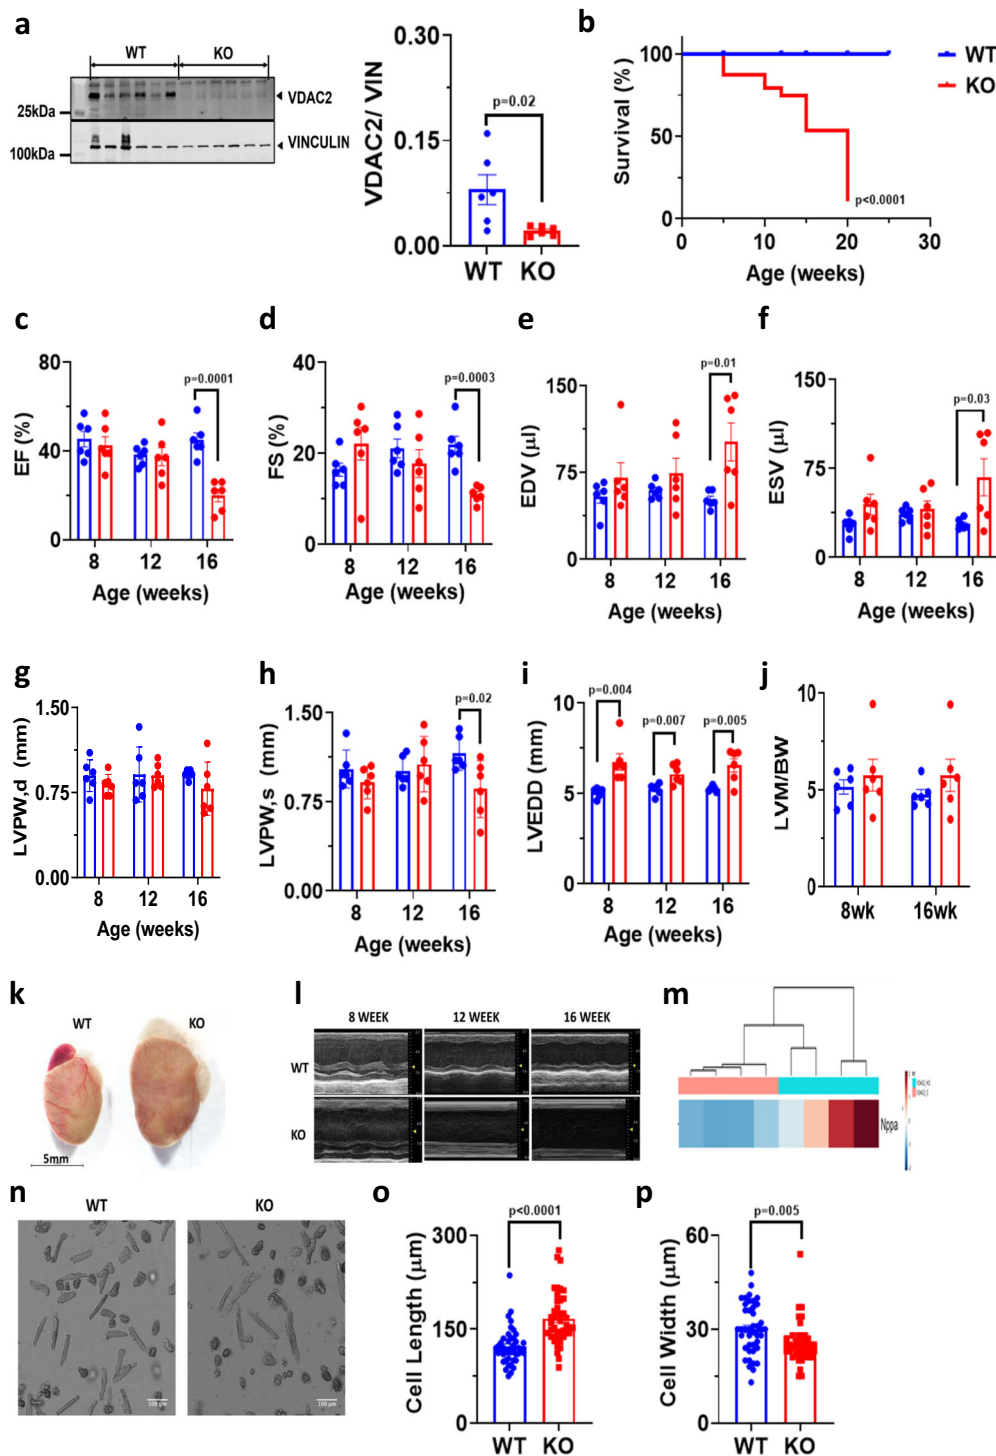 a
WT KO
VDAC2
25kDa
VINCULIN
100kDa
VDAC2/ VIN
0.30
0.15
0.00
p=0.02
WT KO
b
Survival (%)
100
50
0
0 10 20 30
Age (weeks)
p<0.0001
WT
KO
c
EF (%)
80
40
0
p=0.0001
8 12 16
Age (weeks)
d
FS (%)
40
20
0
p=0.0003
8 12 16
Age (weeks)
e
EDV (µl)
150
75
0
p=0.01
8 12 16
Age (weeks)
f
ESV (µl)
150
75
0
p=0.03
8 12 16
Age (weeks)
g
LVPW,d (mm)
1.50
0.75
0.00
8 12 16
Age (weeks)
h
LVPW,s (mm)
1.50
0.75
0.00
p=0.02
8 12 16
Age (weeks)
i
LVEDD (mm)
10
5
0
p=0.004
p=0.007
p=0.005
8 12 16
Age (weeks)
j
LVM/BW
10
5
0
8wk 16wk
k
WT KO
5mm
l
8 WEEK 12 WEEK 16 WEEK
WT
KO
m
Nppa
n
WT KO
100 µm
100 µm
o
Cell Length (µm)
300
150
0
p<0.0001
WT KO
p
Cell Width (µm)
60
30
0
p=0.005
WT KO